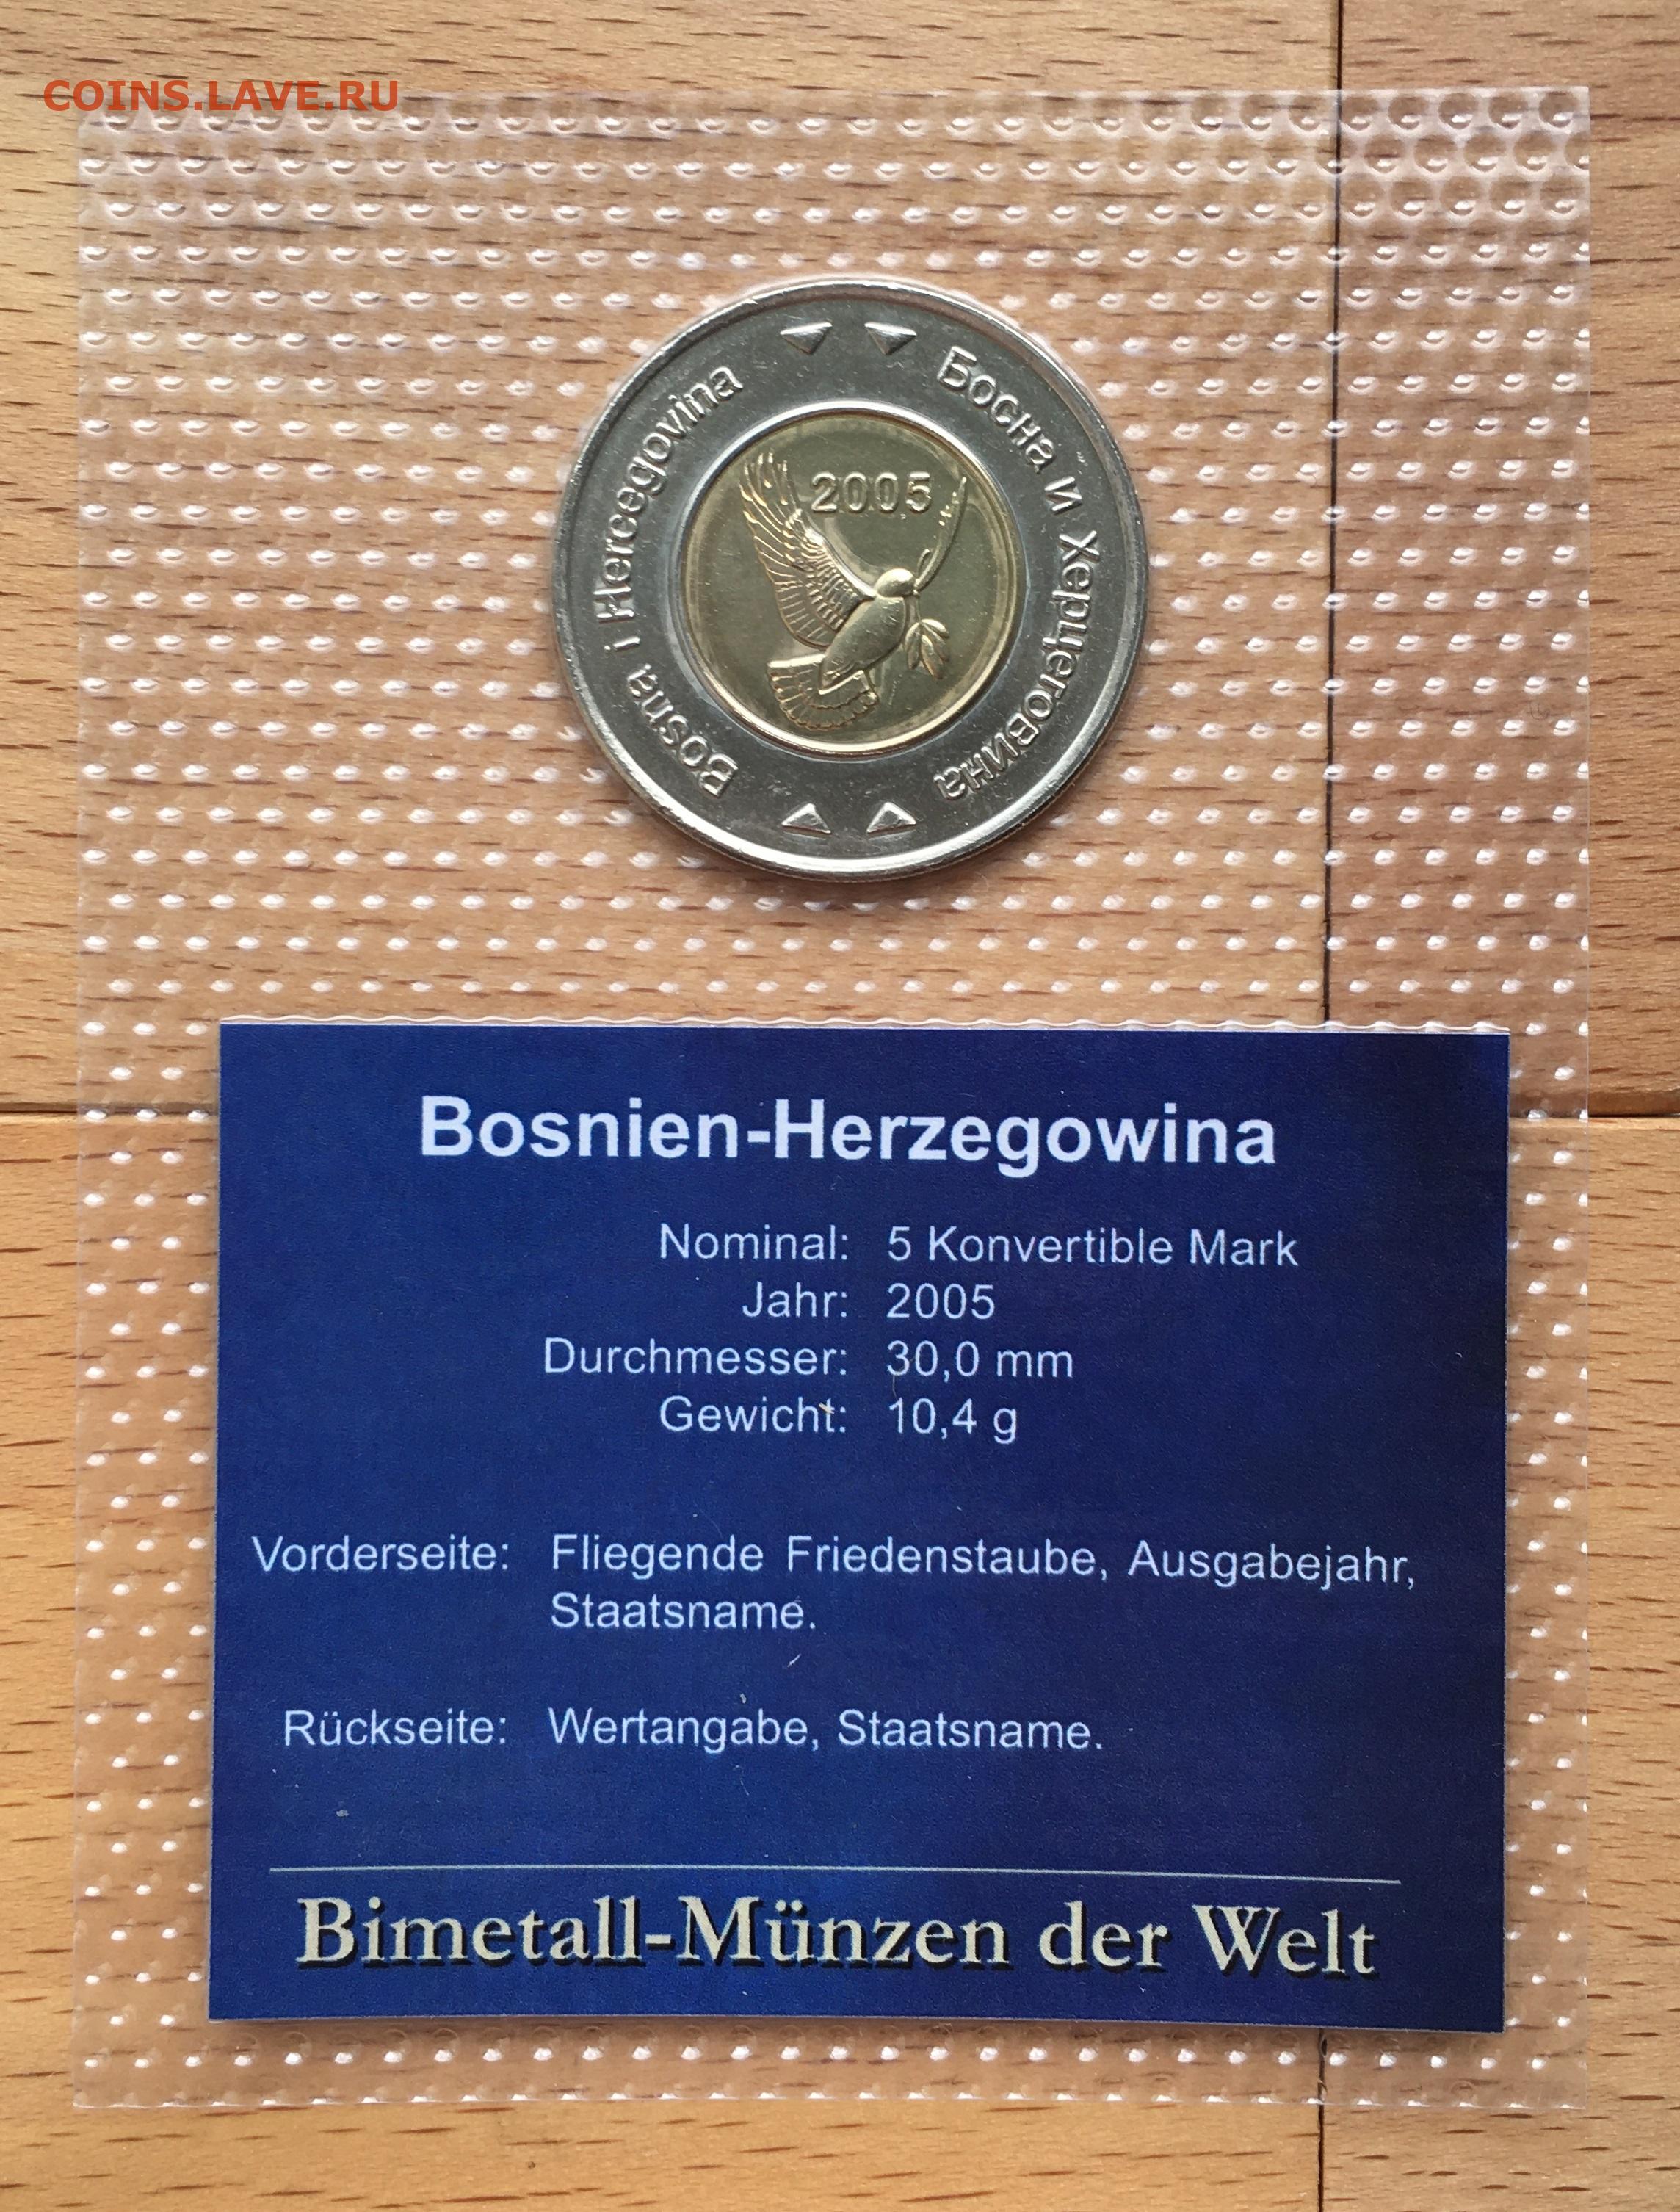 COINS.LAVE.RU
Bosna i Hercegovina
Босна и Херцеговина
2005
Bosnien-Herzegowina
Nominal: 5 Konvertible Mark
Jahr: 2005
Durchmesser: 30,0 mm
Gewicht: 10,4 g
Vorderseite: Fliegende Friedenstaube, Ausgabejahr,
Staatsname.
Rückseite: Wertangabe, Staatsname.
Bimetall-Münzen der Welt